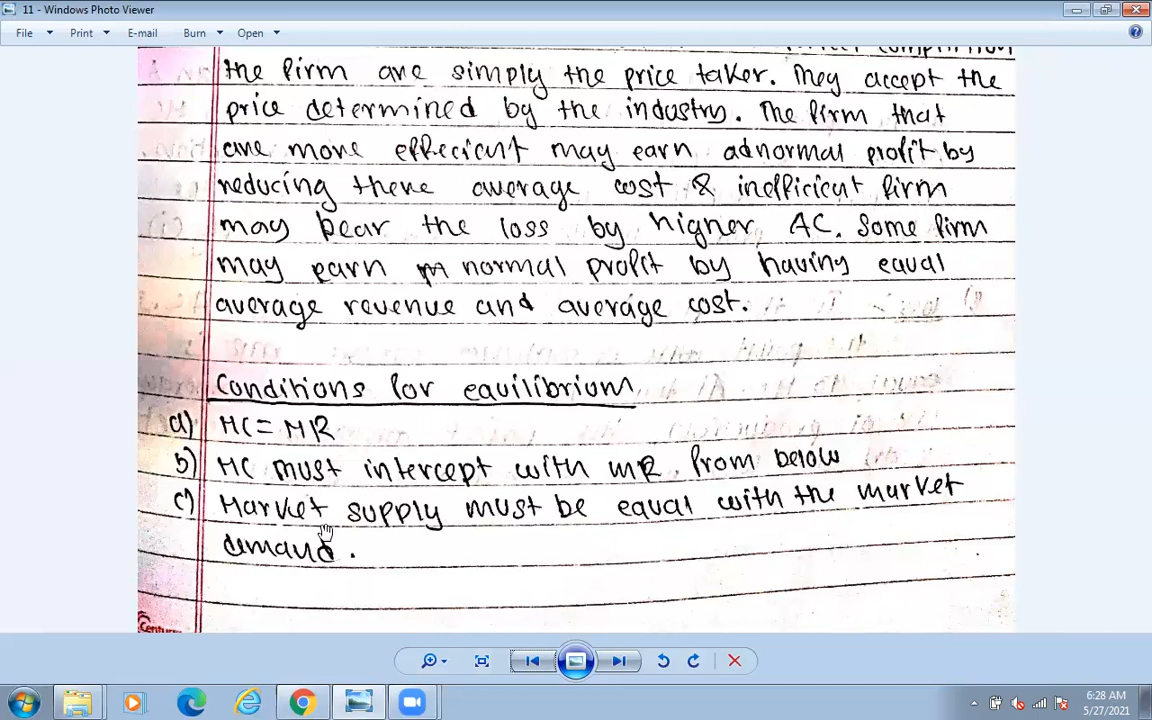 11 - Windows Photo Viewer
File Print E-mail Burn Open
the firm are simply the price taker. They accept the
price determined by the industry. The firm that
are more effecient may earn adnormal profit by
reducing there average cost & inefficient firm
may bear the loss by higher AC. Some firm
may earn normal profit by having equal
average revenue and average cost.
Conditions for equilibrium
a) MC = MR
b) MC must intercept with MR from below
c) Market supply must be equal with the market
demand.
6:28 AM
5/27/2021